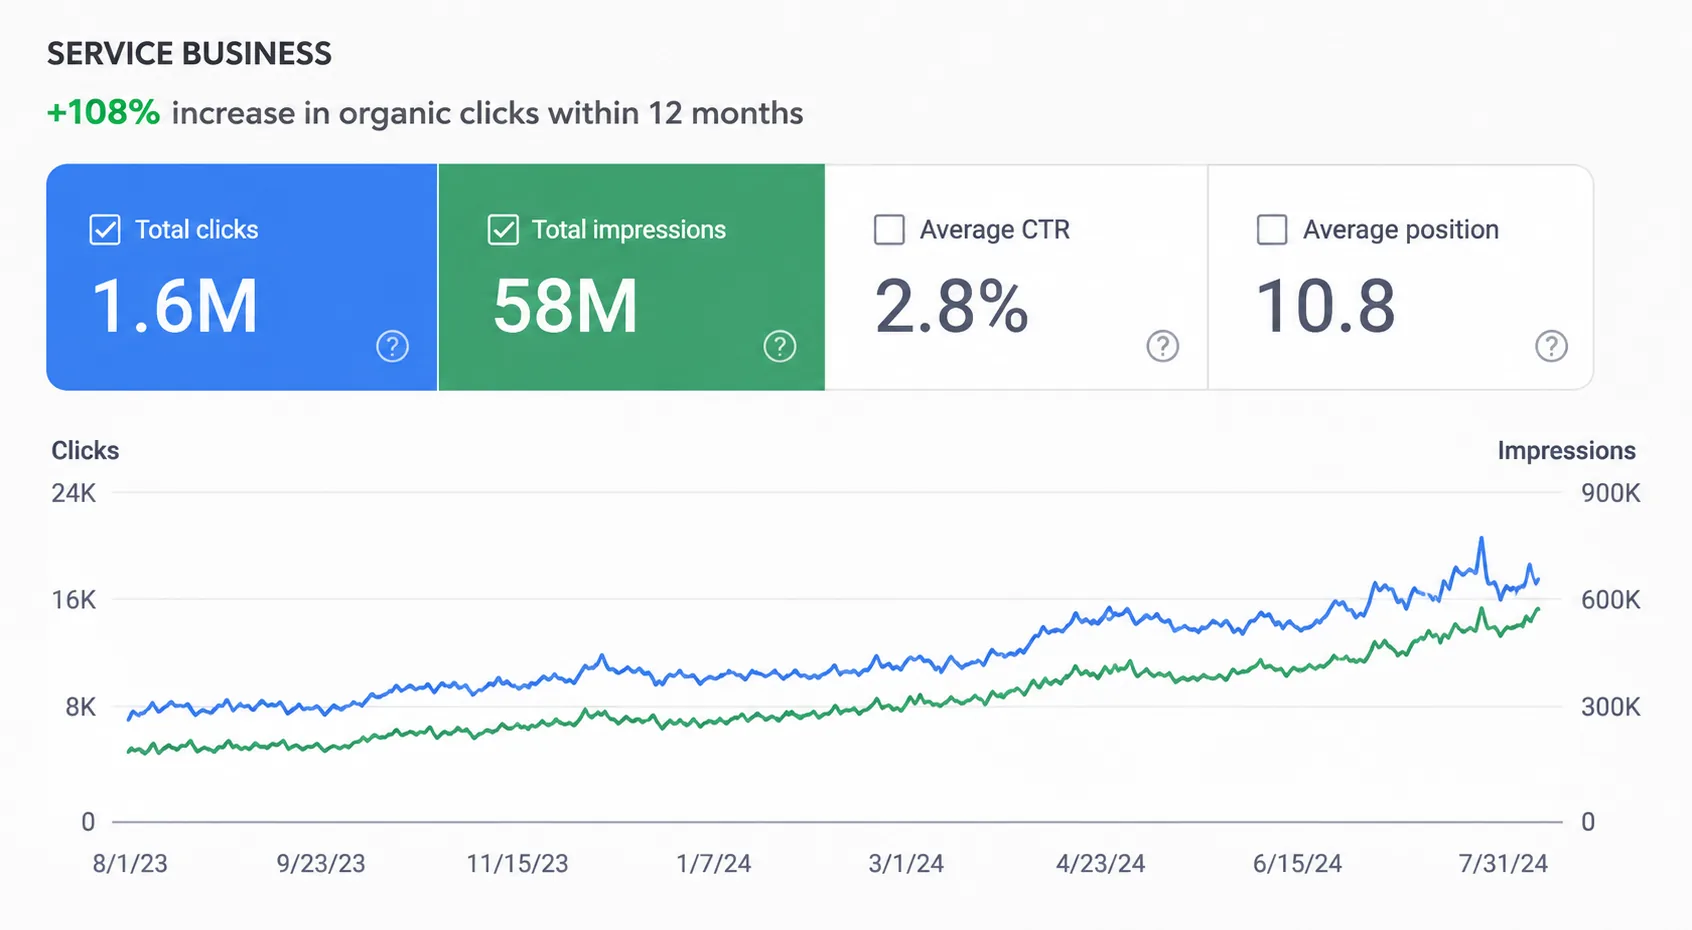 SERVICE BUSINESS
+108% increase in organic clicks within 12 months
Total clicks
1.6M
?
Total impressions
58M
?
Average CTR
2.8%
?
Average position
10.8
?
Clicks
Impressions
24K
900K
16K
600K
8K
300K
0
0
8/1/23 9/23/23 11/15/23 1/7/24 3/1/24 4/23/24 6/15/24 7/31/24